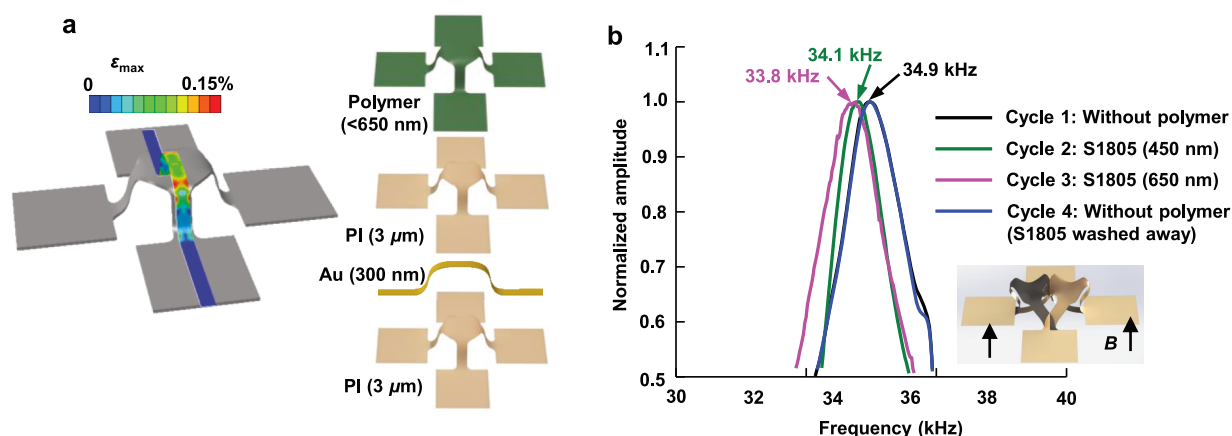 a
ε_max
0
0.15%
Polymer
(<650 nm)
PI (3 µm)
Au (300 nm)
PI (3 µm)
b
34.1 kHz
33.8 kHz
34.9 kHz
Normalized amplitude
1.1
1.0
0.9
0.8
0.7
0.6
0.5
Cycle 1: Without polymer
Cycle 2: S1805 (450 nm)
Cycle 3: S1805 (650 nm)
Cycle 4: Without polymer
(S1805 washed away)
B
30
32
34
36
38
40
Frequency (kHz)